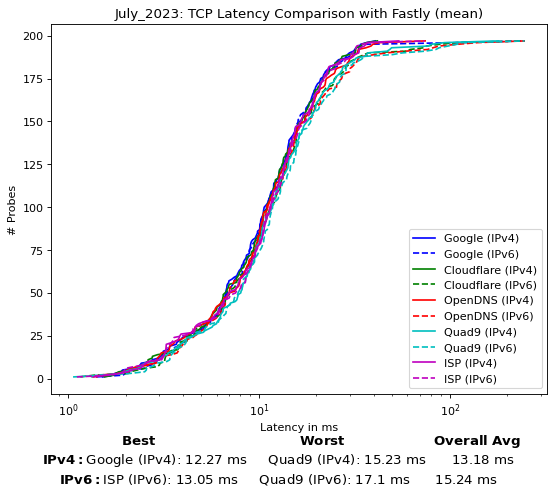 July_2023: TCP Latency Comparison with Fastly (mean)
200
175
150
125
100
75
50
25
0
# Probes
Google (IPv4)
Google (IPv6)
Cloudflare (IPv4)
Cloudflare (IPv6)
OpenDNS (IPv4)
OpenDNS (IPv6)
Quad9 (IPv4)
Quad9 (IPv6)
ISP (IPv4)
ISP (IPv6)
10⁰ 10¹ 10²
Latency in ms
Best Worst Overall Avg
IPv4: Google (IPv4): 12.27 ms Quad9 (IPv4): 15.23 ms 13.18 ms
IPv6: ISP (IPv6): 13.05 ms Quad9 (IPv6): 17.1 ms 15.24 ms